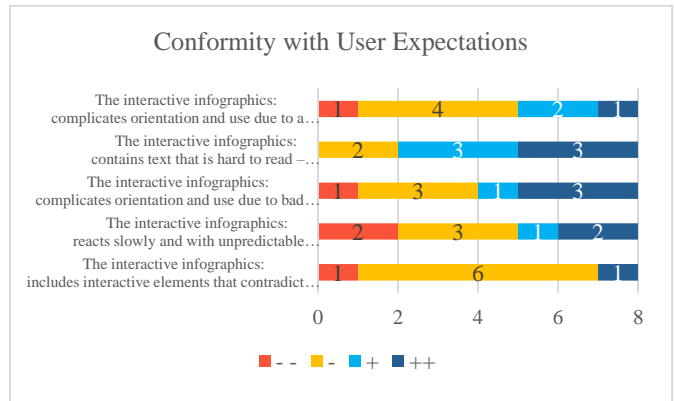 Conformity with User Expectations
The interactive infographics:
complicates orientation and use due to a…
1 4 2 1
The interactive infographics:
contains text that is hard to read –…
2 3 3
The interactive infographics:
complicates orientation and use due to bad…
1 3 1 3
The interactive infographics:
reacts slowly and with unpredictable…
2 3 1 2
The interactive infographics:
includes interactive elements that contradict…
1 6 1
0 2 4 6 8
- - - + ++